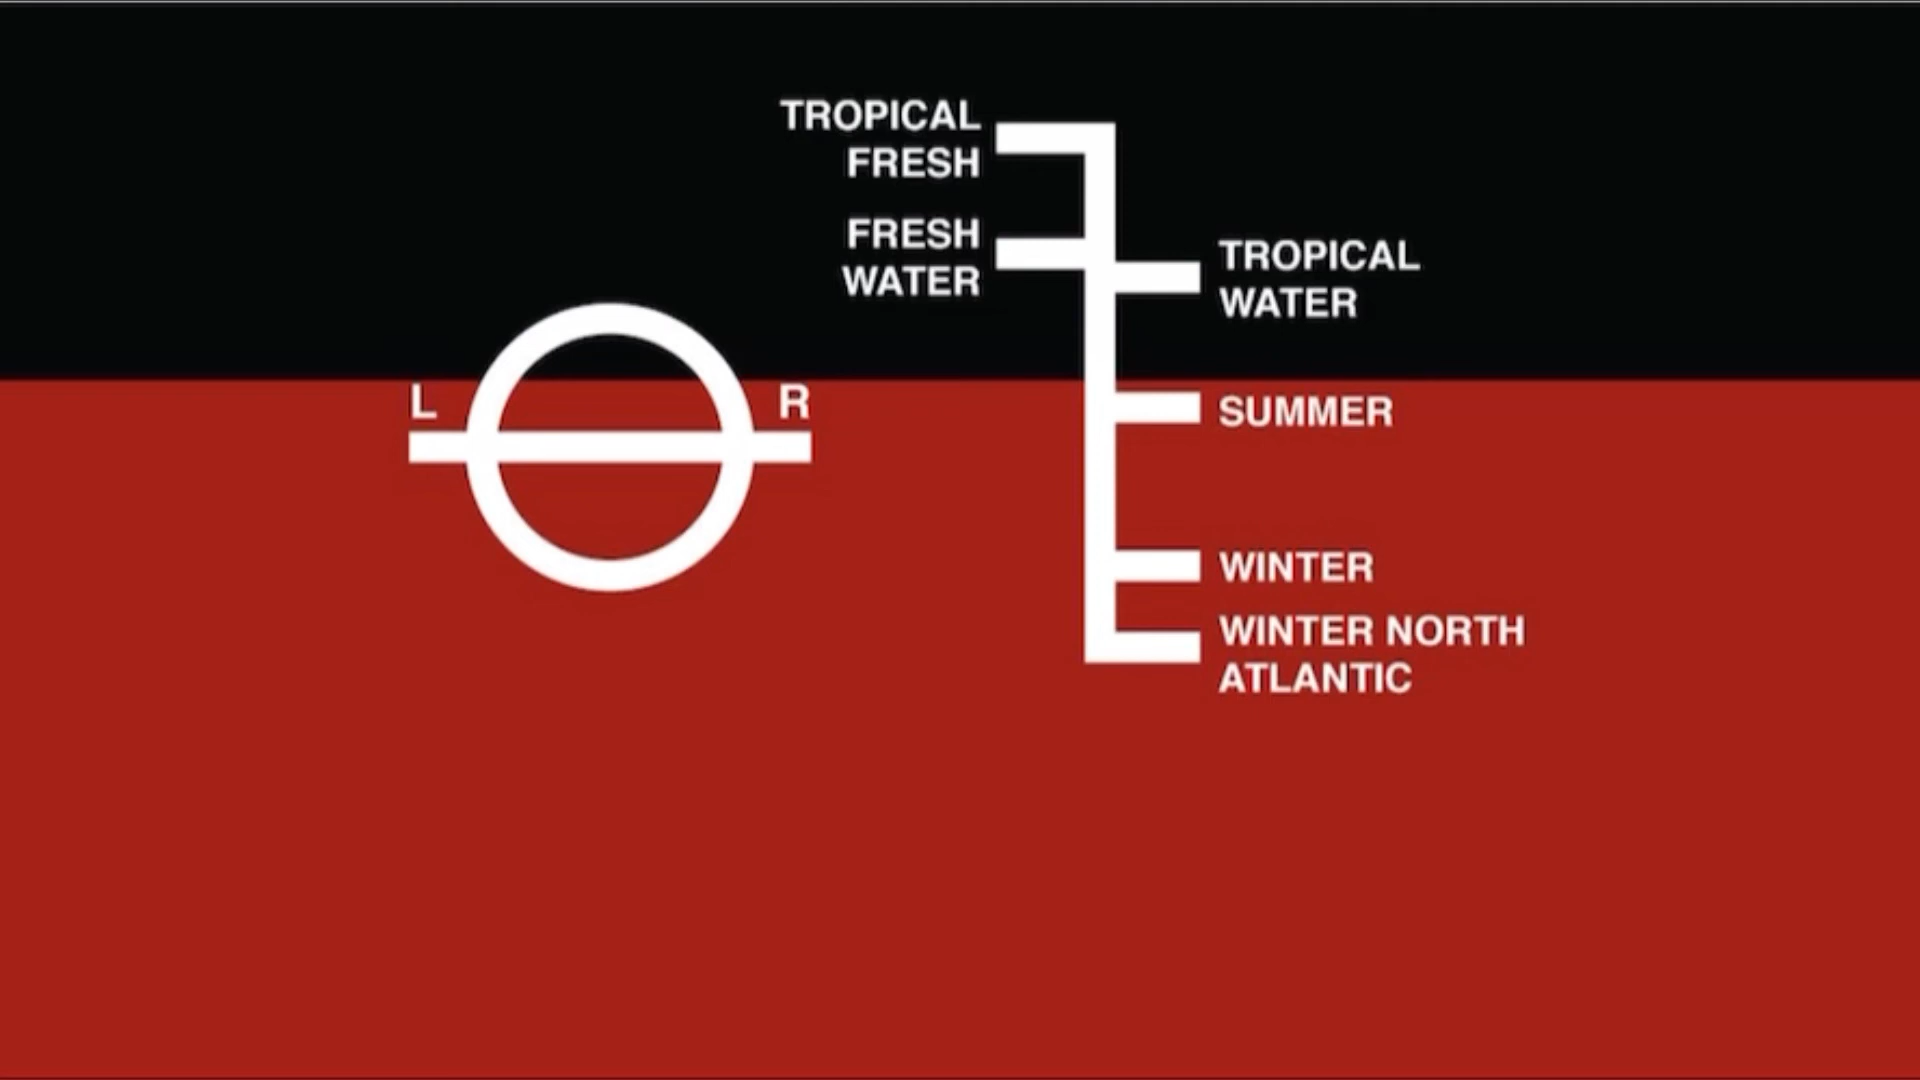 TROPICAL
FRESH
FRESH
WATER
TROPICAL
WATER
L
R
SUMMER
WINTER
WINTER NORTH
ATLANTIC